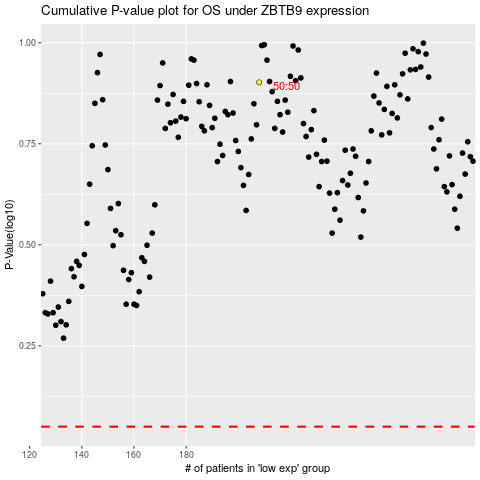 Cumulative P-value plot for OS under ZBTB9 expression
1.00
50:50
0.75
0.50
0.25
P-Value(log10)
120 140 160 180
# of patients in 'low exp' group